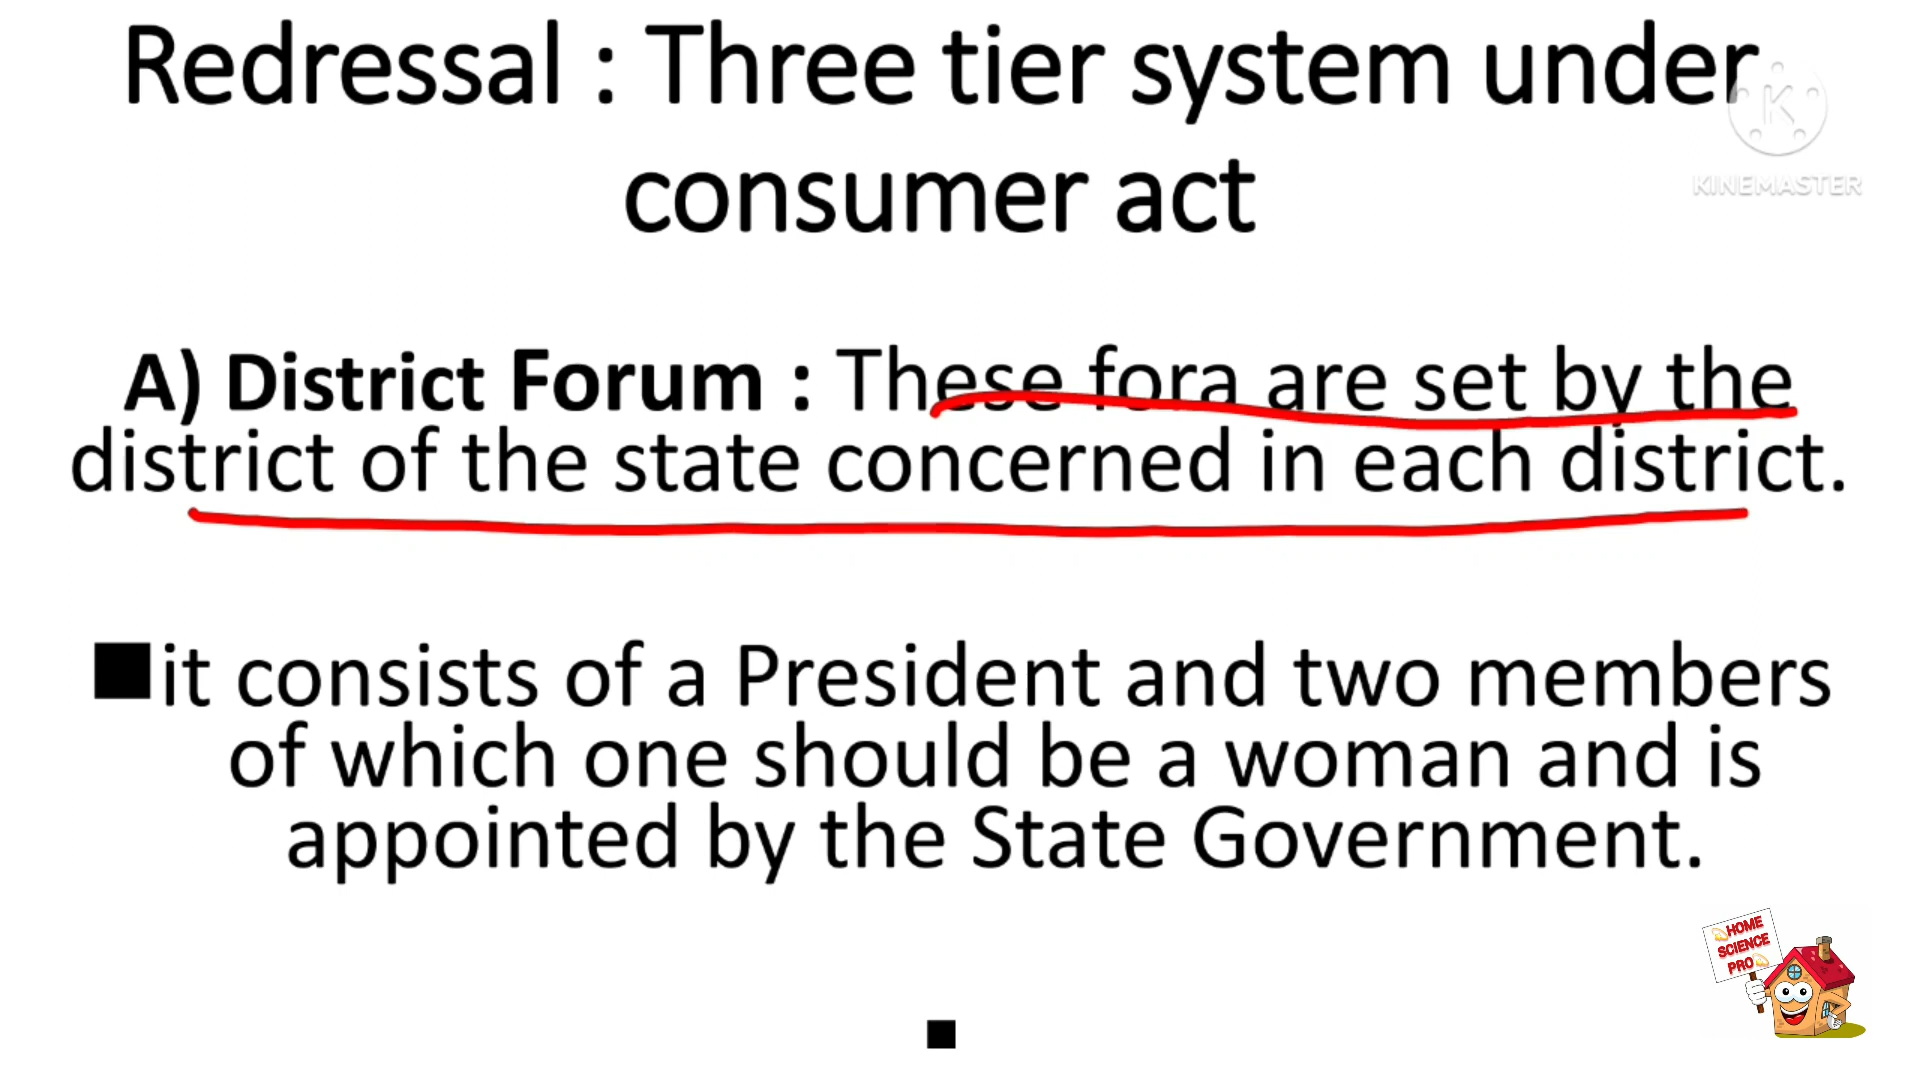 Redressal : Three tier system under
consumer act
KINEMASTER
A) District Forum : These fora are set by the
district of the state concerned in each district.
it consists of a President and two members
of which one should be a woman and is
appointed by the State Government.
HOME
SCIENCE
PRO